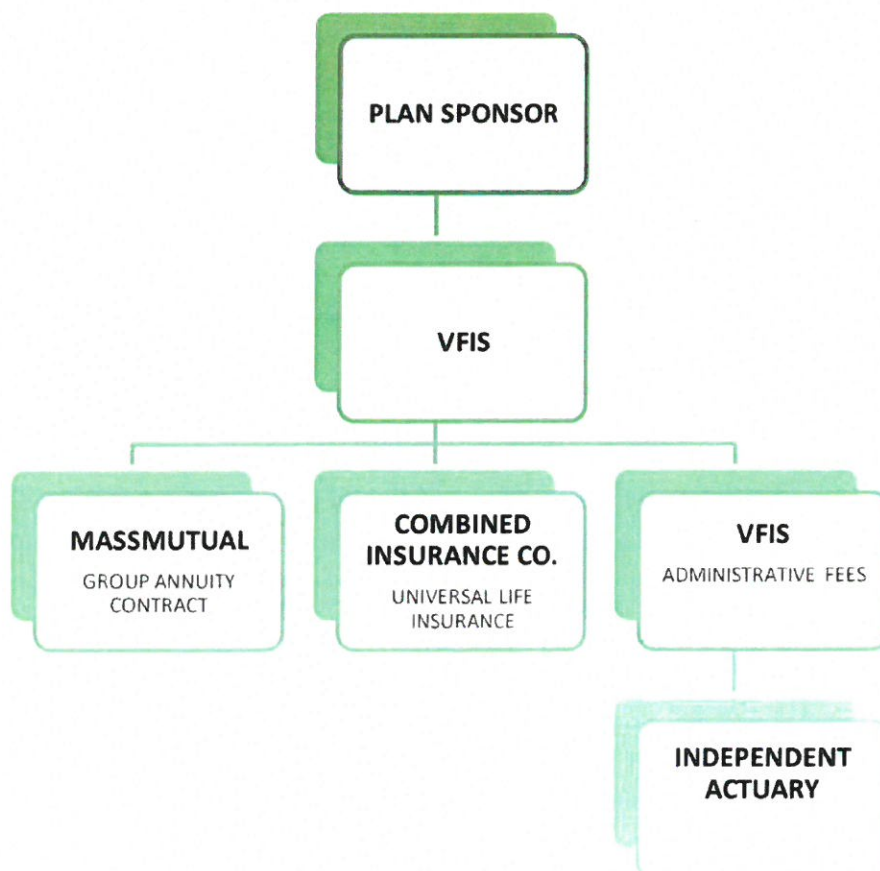 PLAN SPONSOR
VFIS
MASSMUTUAL
GROUP ANNUITY
CONTRACT
COMBINED
INSURANCE CO.
UNIVERSAL LIFE
INSURANCE
VFIS
ADMINISTRATIVE FEES
INDEPENDENT
ACTUARY